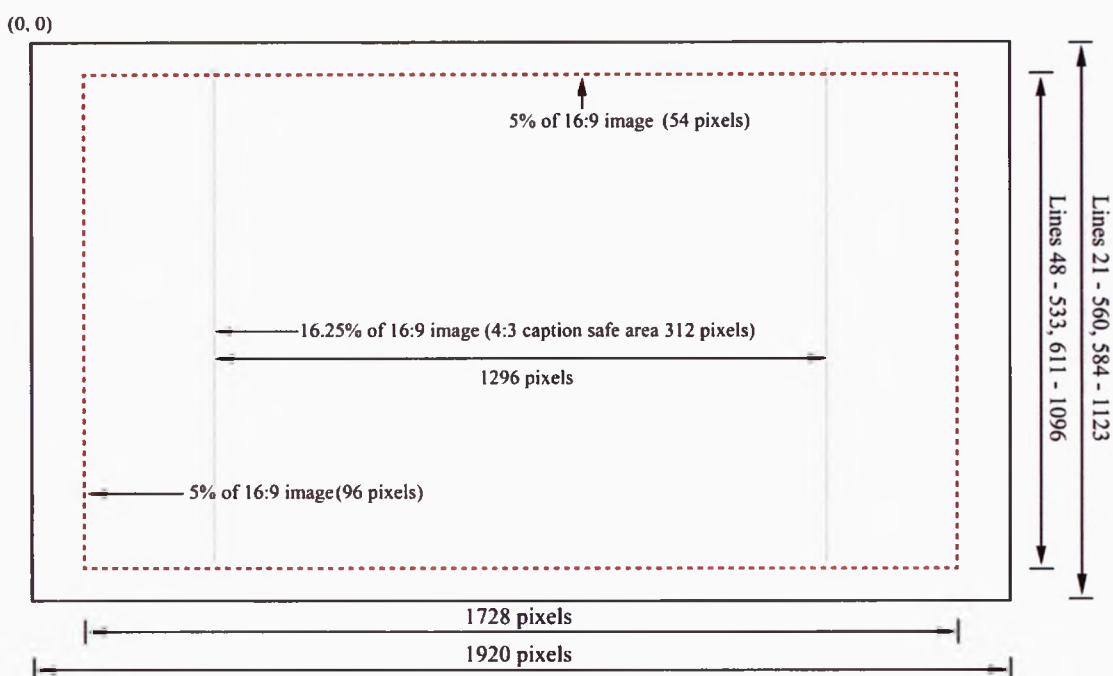 (0, 0)
5% of 16:9 image (54 pixels)
16.25% of 16:9 image (4:3 caption safe area 312 pixels)
1296 pixels
5% of 16:9 image(96 pixels)
Lines 48 - 533, 611 - 1096
Lines 21 - 560, 584 - 1123
1728 pixels
1920 pixels